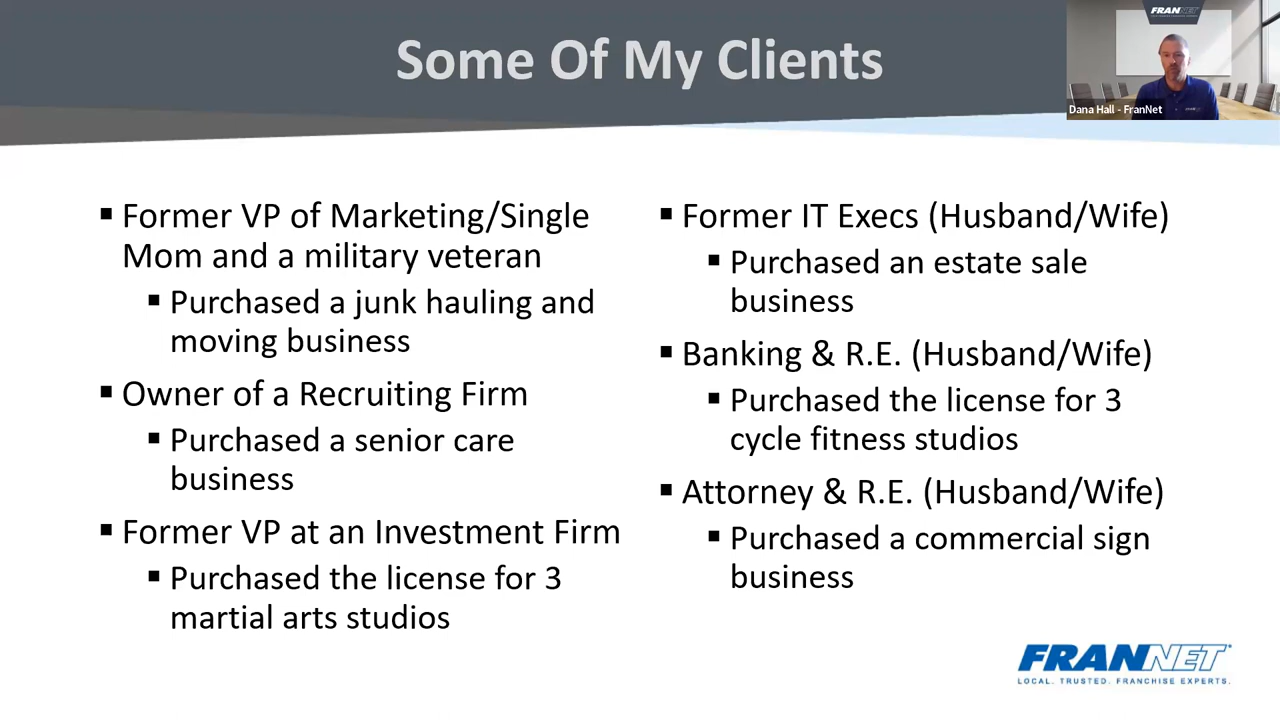 Some Of My Clients
FRANNET
Dana Hall - FranNet
▪ Former VP of Marketing/Single
Mom and a military veteran
▪ Purchased a junk hauling and
moving business
▪ Owner of a Recruiting Firm
▪ Purchased a senior care
business
▪ Former VP at an Investment Firm
▪ Purchased the license for 3
martial arts studios
▪ Former IT Execs (Husband/Wife)
▪ Purchased an estate sale
business
▪ Banking & R.E. (Husband/Wife)
▪ Purchased the license for 3
cycle fitness studios
▪ Attorney & R.E. (Husband/Wife)
▪ Purchased a commercial sign
business
FRANNET
LOCAL. TRUSTED. FRANCHISE EXPERTS.